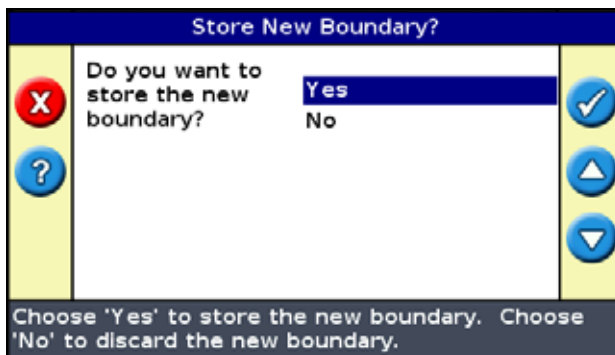 Store New Boundary?
Do you want to
store the new
boundary?
Yes
No
X
?
Choose 'Yes' to store the new boundary.  Choose
'No' to discard the new boundary.